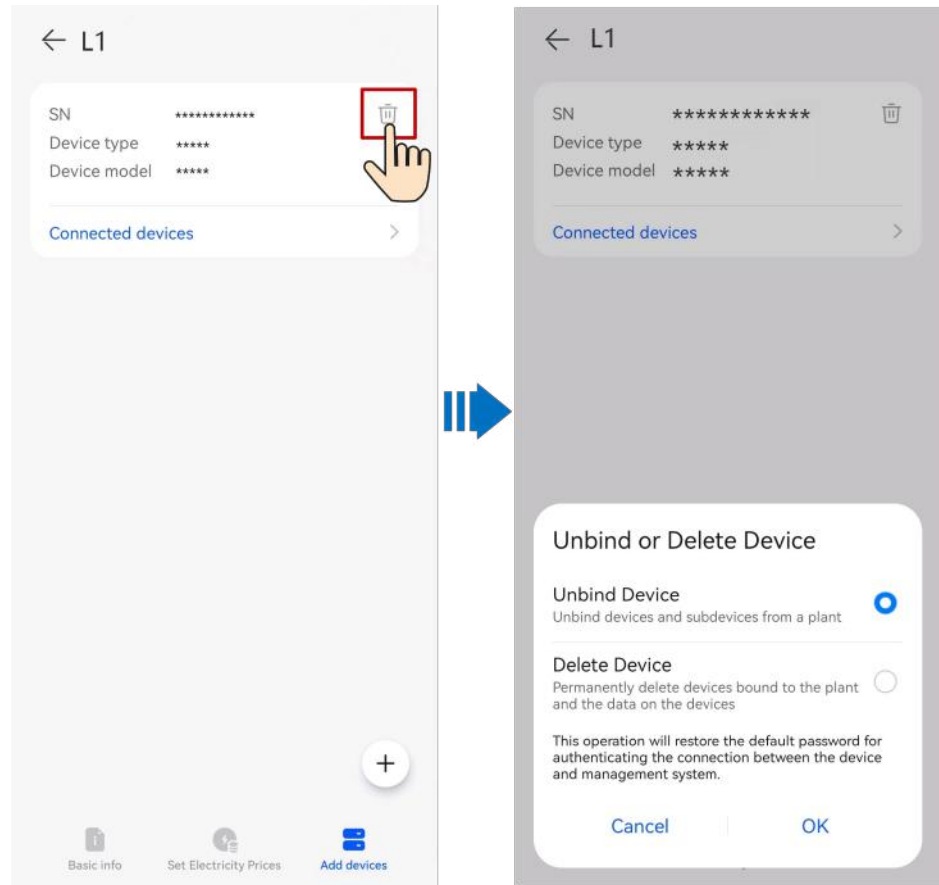 L1
SN ************
Device type *****
Device model *****
Connected devices
Basic info
Set Electricity Prices
Add devices
L1
SN ************
Device type *****
Device model *****
Connected devices
Unbind or Delete Device
Unbind Device
Unbind devices and subdevices from a plant
Delete Device
Permanently delete devices bound to the plant
and the data on the devices
This operation will restore the default password for
authenticating the connection between the device
and management system.
Cancel
OK